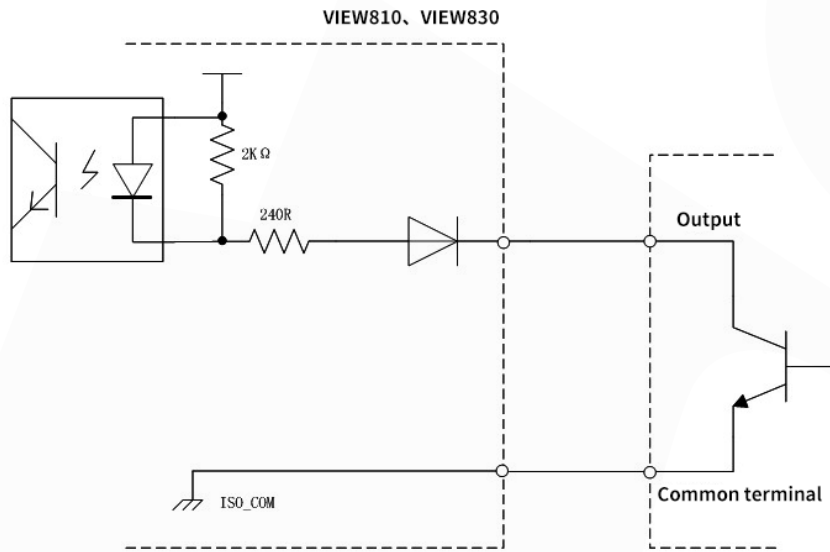 VIEW810、VIEW830
2KΩ
240R
Output
Common terminal
ISO_COM